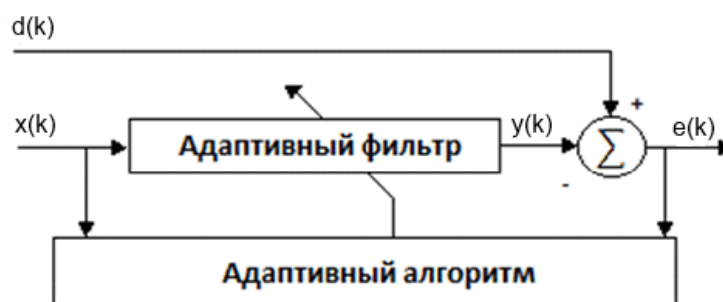 d(k)
+
x(k)
Адаптивный фильтр
y(k)
∑
e(k)
-
Адаптивный алгоритм